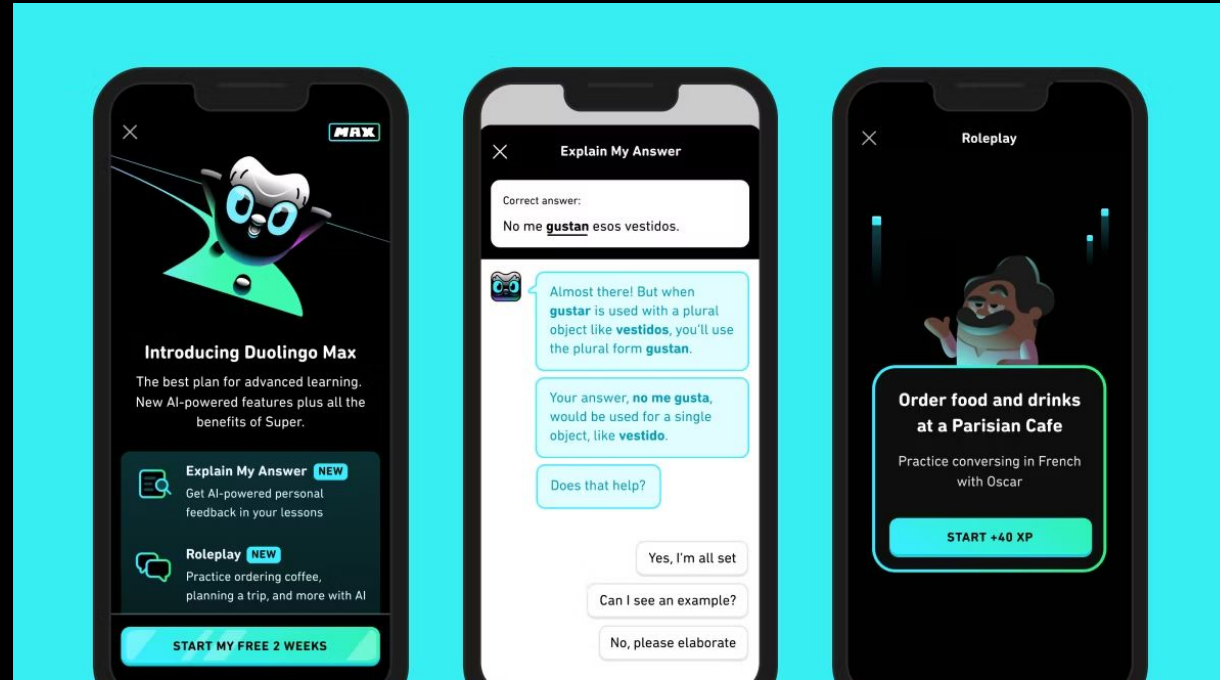 MAX
Introducing Duolingo Max
The best plan for advanced learning.
New AI-powered features plus all the
benefits of Super.
Explain My Answer NEW
Get AI-powered personal
feedback in your lessons
Roleplay NEW
Practice ordering coffee,
planning a trip, and more with AI
START MY FREE 2 WEEKS
Explain My Answer
Correct answer:
No me gustan esos vestidos.
Almost there! But when
gustar is used with a plural
object like vestidos, you'll use
the plural form gustan.
Your answer, no me gusta,
would be used for a single
object, like vestido.
Does that help?
Yes, I'm all set
Can I see an example?
No, please elaborate
Roleplay
Order food and drinks
at a Parisian Cafe
Practice conversing in French
with Oscar
START +40 XP